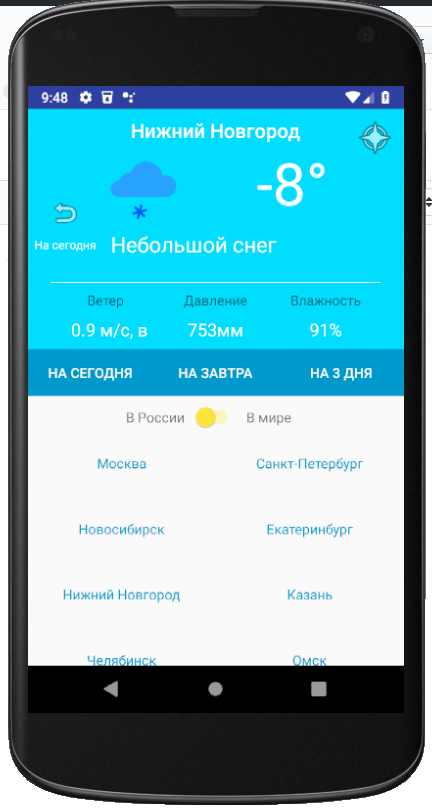 9:48
Нижний Новгород
-8°
На сегодня Небольшой снег
Ветер Давление Влажность
0.9 м/с, в 753мм 91%
НА СЕГОДНЯ НА ЗАВТРА НА 3 ДНЯ
В России В мире
Москва Санкт-Петербург
Новосибирск Екатеринбург
Нижний Новгород Казань
Челябинск Омск